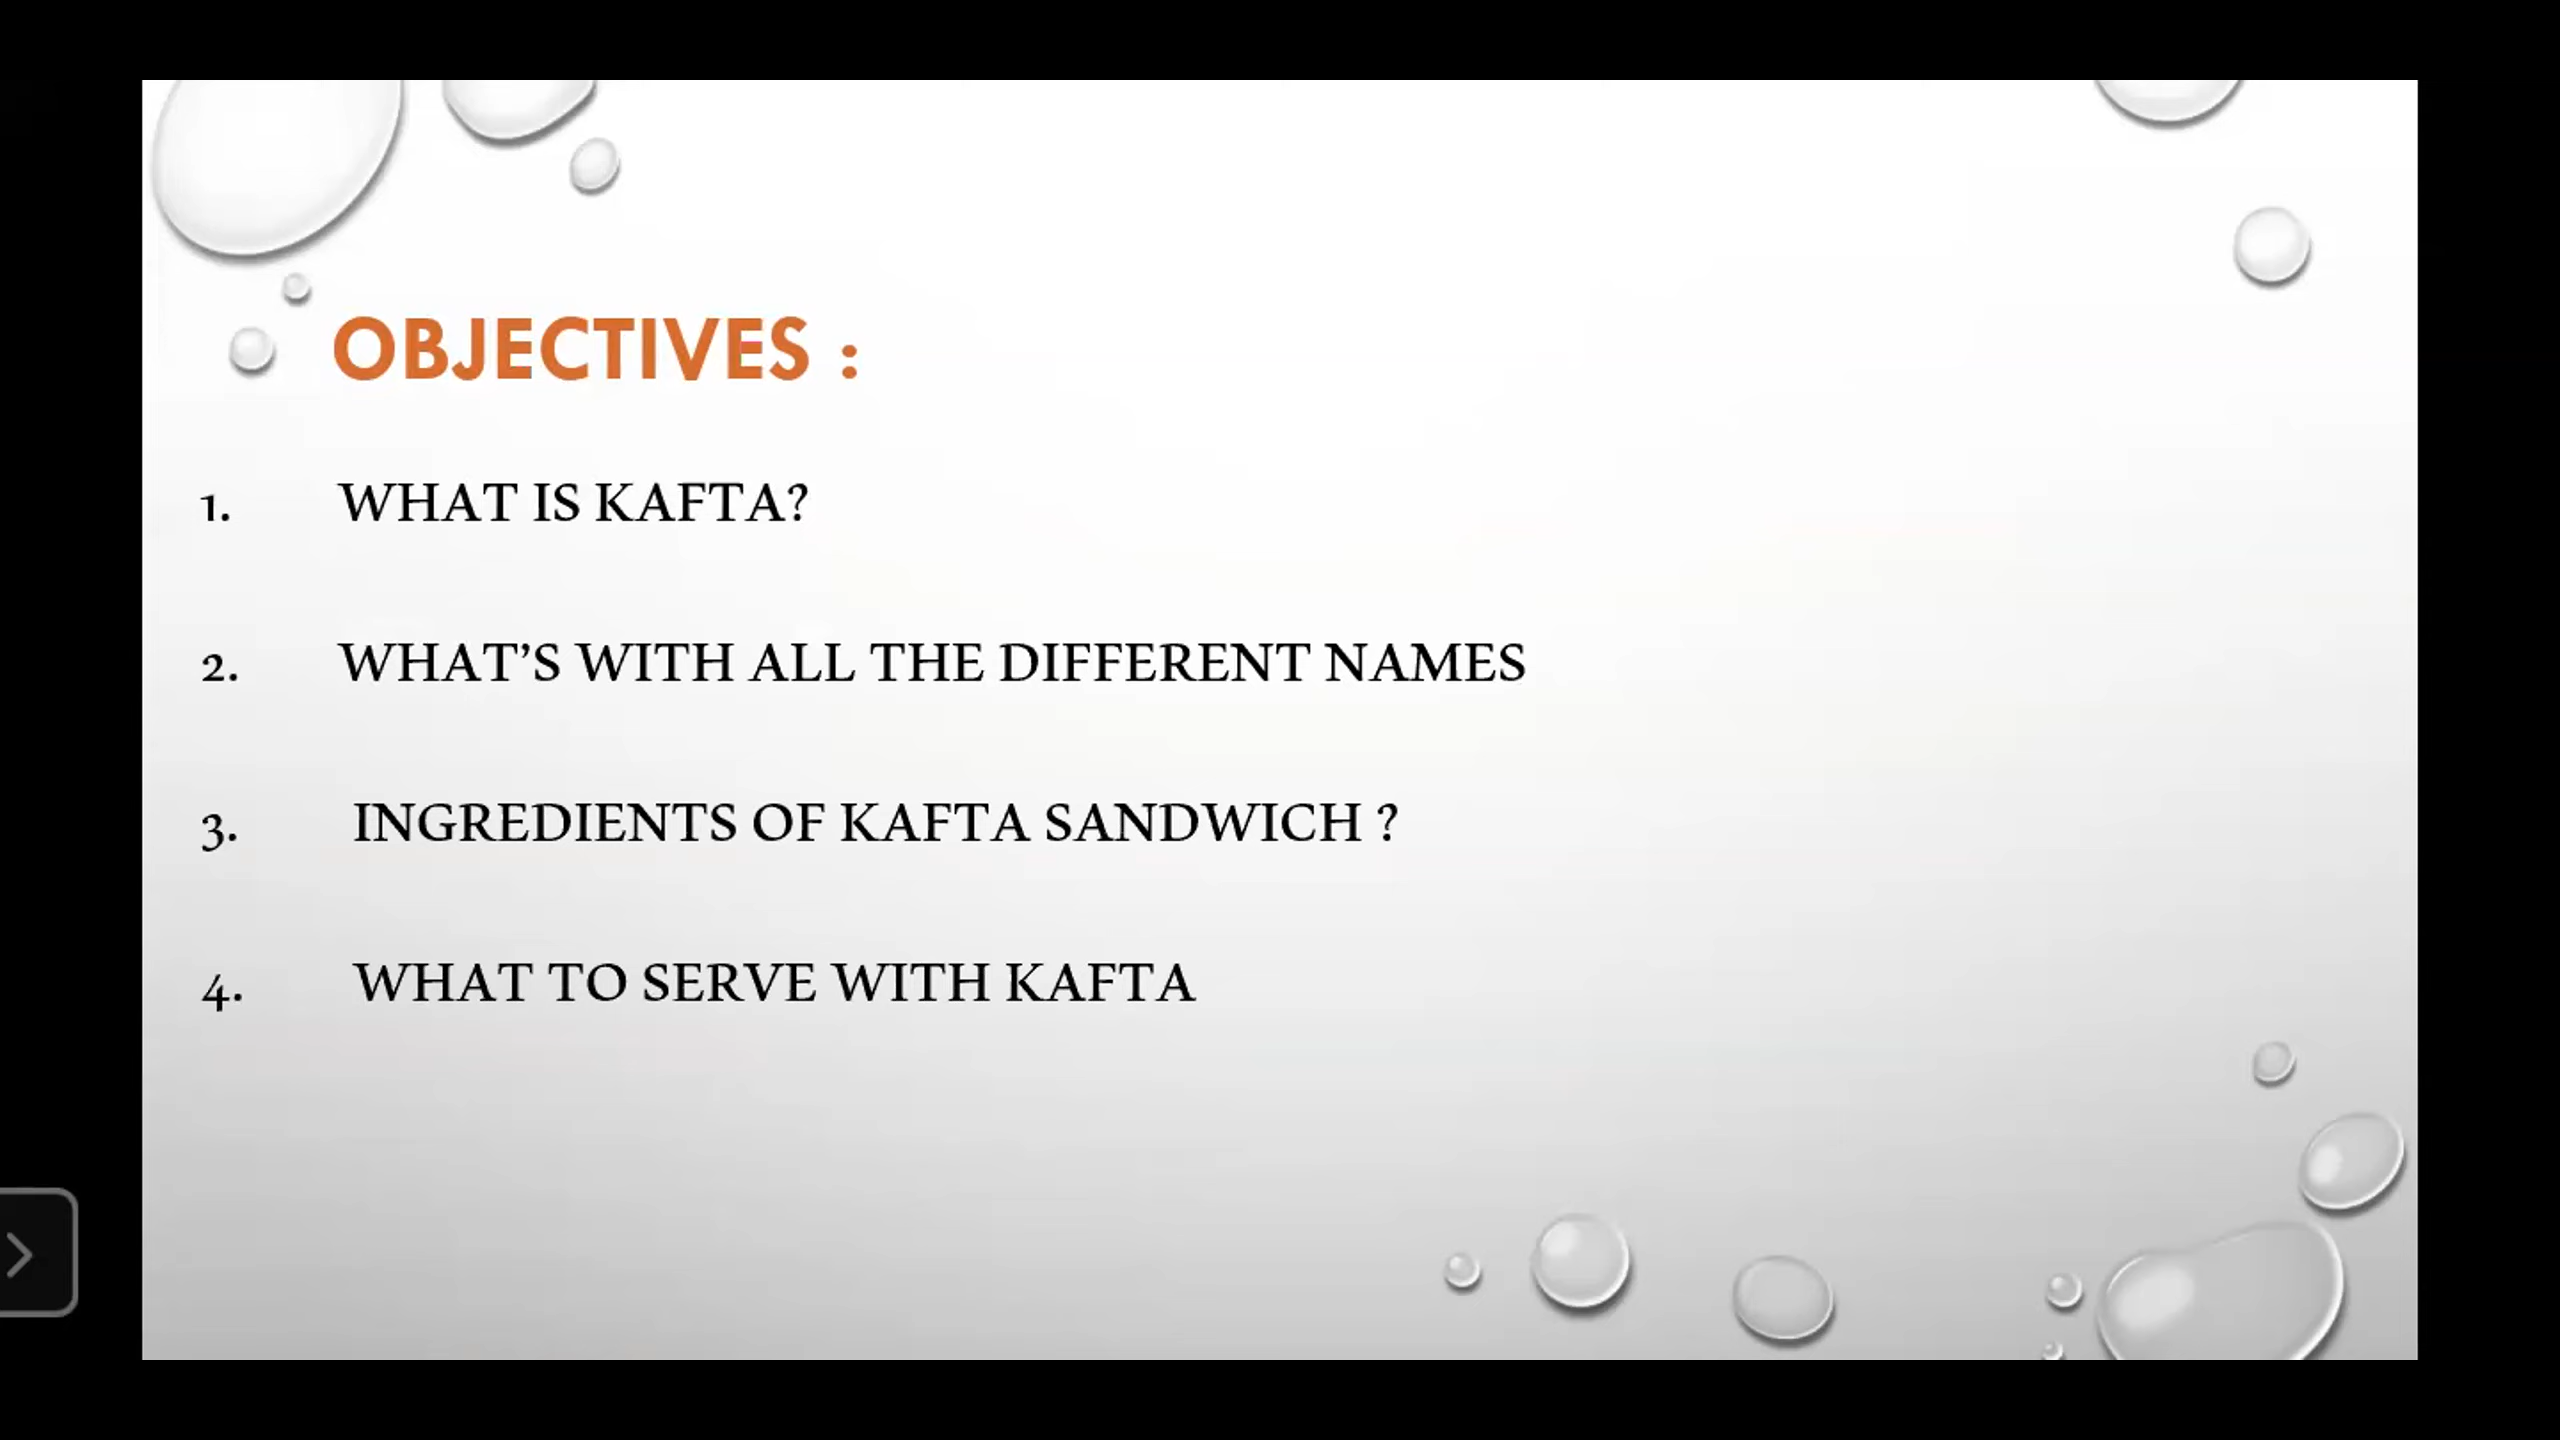 OBJECTIVES :
1. WHAT IS KAFTA?
2. WHAT’S WITH ALL THE DIFFERENT NAMES
3. INGREDIENTS OF KAFTA SANDWICH ?
4. WHAT TO SERVE WITH KAFTA